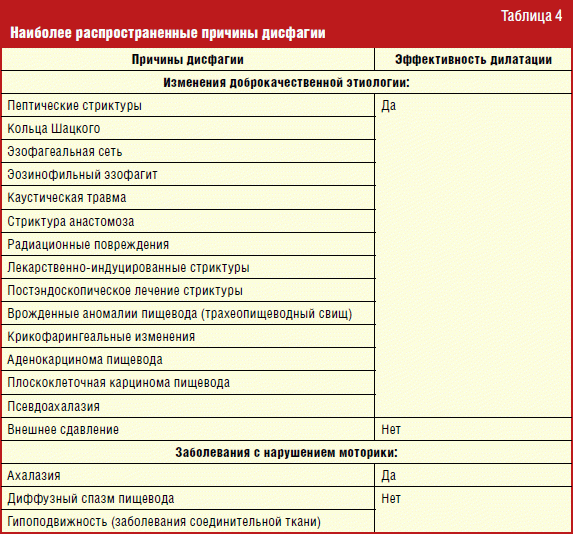 Таблица 4
Наиболее распространенные причины дисфагии
Причины дисфагии Эффективность дилатации
Изменения доброкачественной этиологии:
Пептические стриктуры Да
Кольца Шацкого
Эзофагеальная сеть
Эозинофильный эзофагит
Каустическая травма
Стриктура анастомоза
Радиационные повреждения
Лекарственно-индуцированные стриктуры
Постэндоскопическое лечение стриктуры
Врожденные аномалии пищевода (трахеопищеводный свищ)
Крикофарингеальные изменения
Аденокарцинома пищевода
Плоскоклеточная карцинома пищевода
Псевдоахалазия
Внешнее сдавление Нет
Заболевания с нарушением моторики:
Ахалазия Да
Диффузный спазм пищевода Нет
Гипоподвижность (заболевания соединительной ткани)